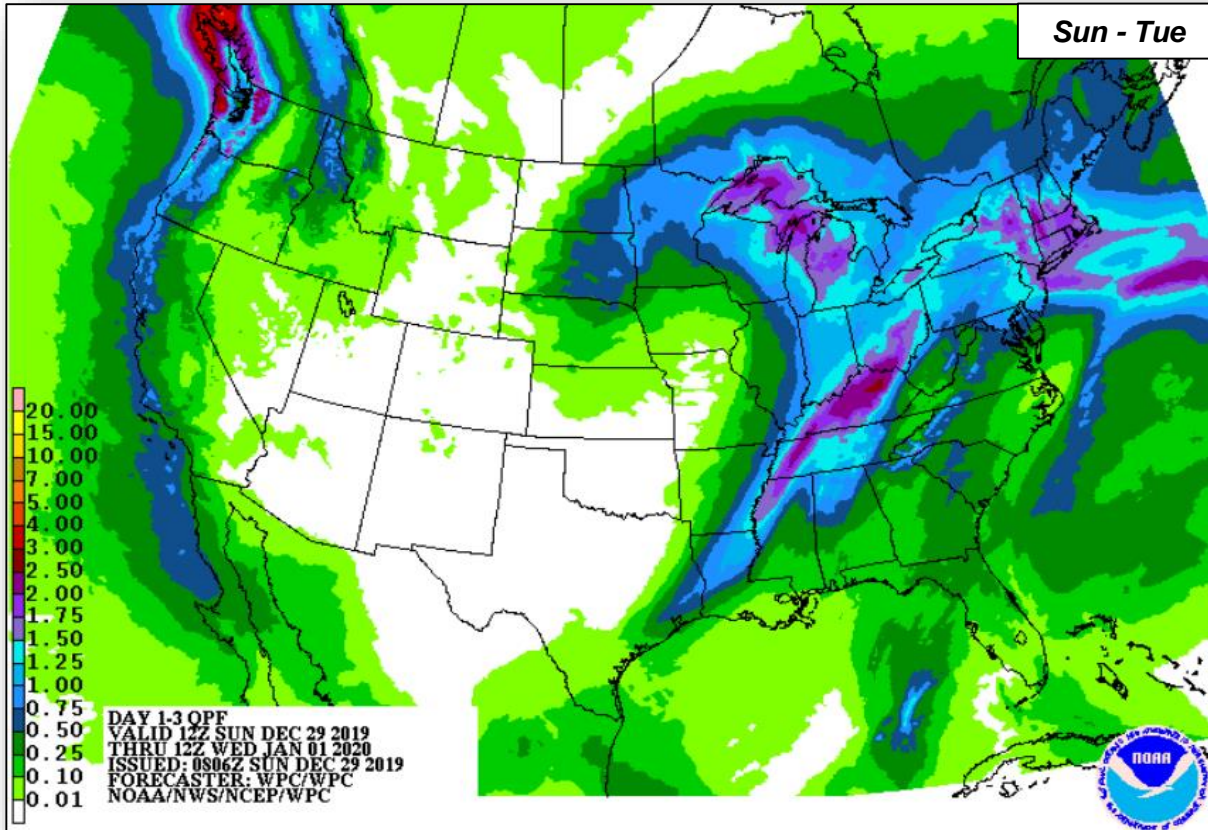 Sun - Tue
20.00
15.00
10.00
7.00
5.00
4.00
3.00
2.50
2.00
1.75
1.50
1.25
1.00
0.75
0.50
0.25
0.10
0.01
DAY 1-3 QPF
VALID 12Z SUN DEC 29 2019
THRU 12Z WED JAN 01 2020
ISSUED: 0806Z SUN DEC 29 2019
FORECASTER: WPC/WPC
NOAA/NWS/NCEP/WPC
NOAA